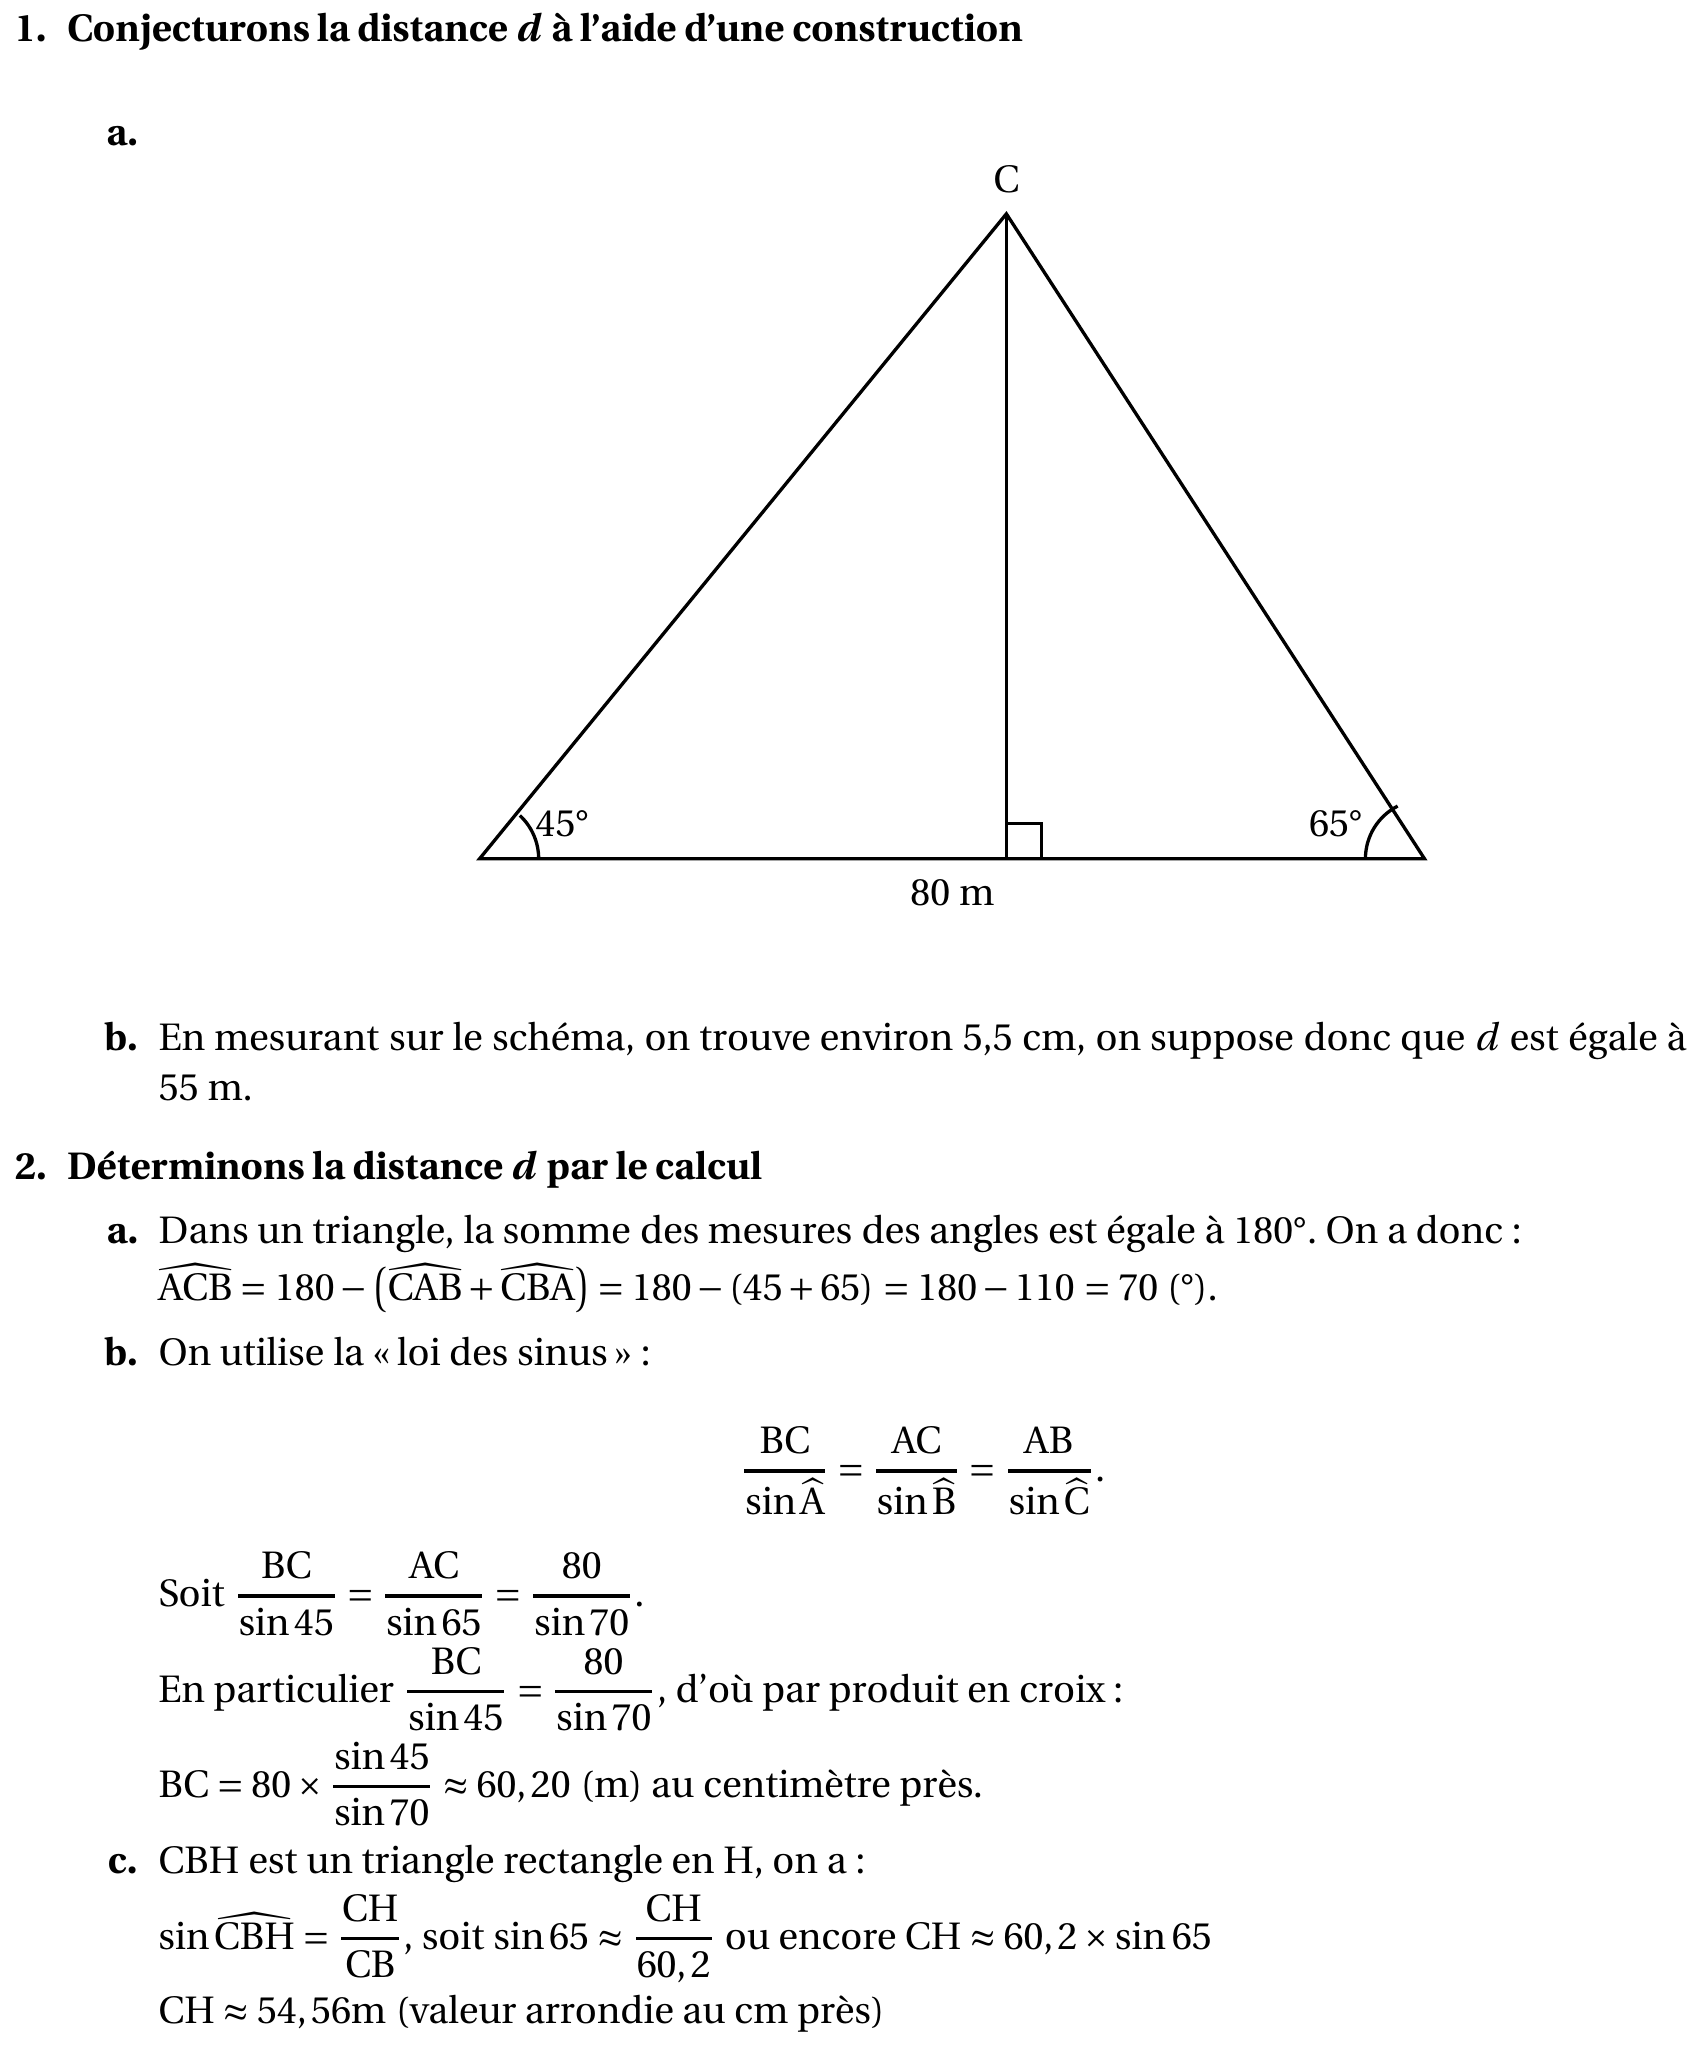 1. Conjecturons la distance d à l’aide d’une construction
a.
C
45°
65°
80 m
b. En mesurant sur le schéma, on trouve environ 5,5 cm, on suppose donc que d est égale à
55 m.
2. Déterminons la distance d par le calcul
a. Dans un triangle, la somme des mesures des angles est égale à 180°. On a donc :
$\widehat{ACB} = 180 - (\widehat{CAB} + \widehat{CBA}) = 180 - (45 + 65) = 180 - 110 = 70$ (°).
b. On utilise la « loi des sinus » :
$\frac{BC}{\sin \widehat{A}} = \frac{AC}{\sin \widehat{B}} = \frac{AB}{\sin \widehat{C}}$.
Soit $\frac{BC}{\sin 45} = \frac{AC}{\sin 65} = \frac{80}{\sin 70}$.
En particulier $\frac{BC}{\sin 45} = \frac{80}{\sin 70}$, d’où par produit en croix :
$BC = 80 \times \frac{\sin 45}{\sin 70} \approx 60,20$ (m) au centimètre près.
c. CBH est un triangle rectangle en H, on a :
$\sin \widehat{CBH} = \frac{CH}{CB}$, soit $\sin 65 \approx \frac{CH}{60,2}$ ou encore $CH \approx 60,2 \times \sin 65$
CH ≈ 54,56m (valeur arrondie au cm près)